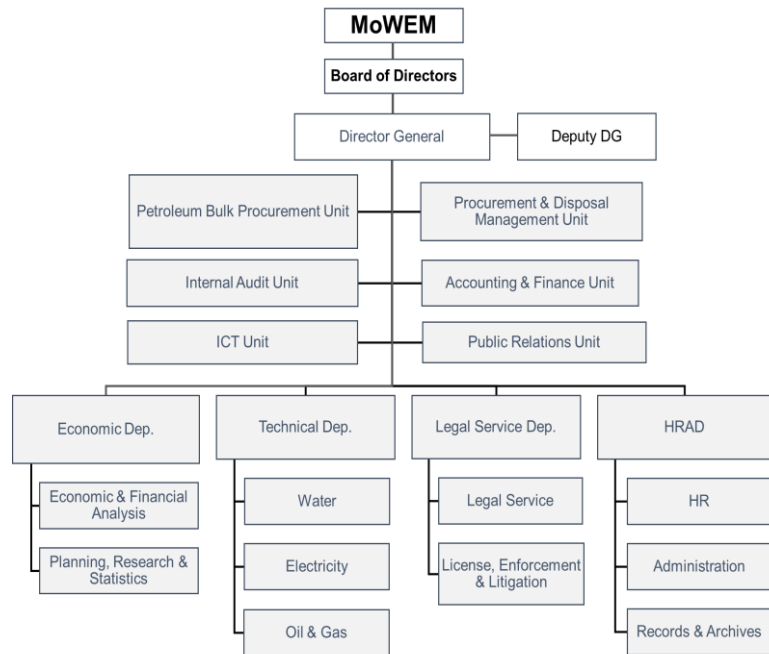 MoWEM
Board of Directors
Director General
Deputy DG
Petroleum Bulk Procurement Unit
Procurement & Disposal
Management Unit
Internal Audit Unit
Accounting & Finance Unit
ICT Unit
Public Relations Unit
Economic Dep.
Technical Dep.
Legal Service Dep.
HRAD
Economic & Financial
Analysis
Planning, Research &
Statistics
Water
Electricity
Oil & Gas
Legal Service
License, Enforcement
& Litigation
HR
Administration
Records & Archives